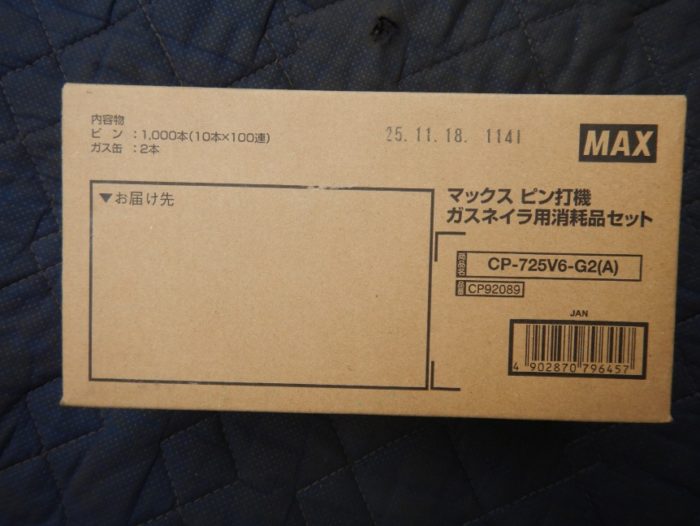 内容物
ピン：1,000本(10本×100連)
ガス缶：2本
25.11.18. 1141
MAX
▼お届け先
マックス ピン打機
ガスネイラ用消耗品セット
商品名 CP-725V6-G2(A)
品番 CP92089
JAN
4 902870 796457